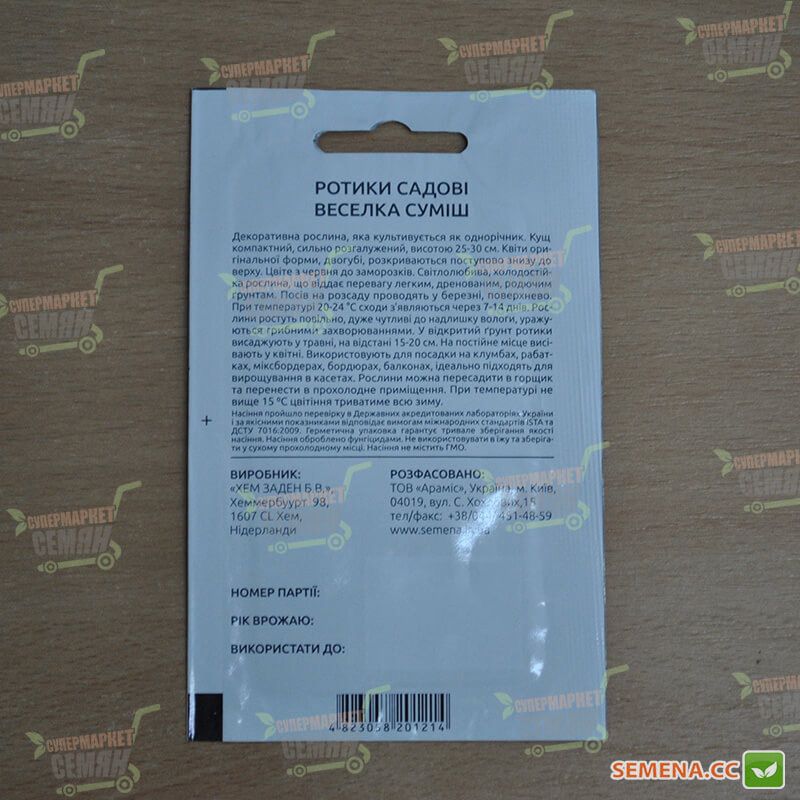 РОТИКИ САДОВІ
ВЕСЕЛКА СУМІШ
Декоративна рослина, яка культивується як однорічник. Кущ
компактний, сильно розгалужений, висотою 25-30 см. Квіти ори-
гінальної форми, двогубі, розкриваються поступово знизу до
верху. Цвіте з червня до заморозків. Світлолюбива, холодостій-
ка рослина, що віддає перевагу легким, дренованим, родючим
ґрунтам. Посів на розсаду проводять у березні, поверхнево.
При температурі 20-24 °С сходи з'являються через 7-14 днів. Рос-
лини ростуть повільно, дуже чутливі до надлишку вологи, уражу-
ються грибними захворюваннями. У відкритий ґрунт ротики
висаджують у травні, на відстані 15-20 см. На постійне місце висі-
вають у квітні. Використовують для посадки на клумбах, рабат-
ках, міксбордерах, бордюрах, балконах, ідеально підходять для
вирощування в касетах. Рослини можна пересадити в горщик
та перенести в прохолодне приміщення. При температурі не
вище 15 °С цвітіння триватиме всю зиму.
Насіння пройшло перевірку в Державних акредитованих лабораторіях України
і за якісними показниками відповідає вимогам міжнародних стандартів ISTA та
ДСТУ 7016:2009. Герметична упаковка гарантує тривале зберігання якості
насіння. Насіння оброблено фунгіцидами. Не використовувати в їжу та зберіга-
ти у сухому прохолодному місці. Насіння не містить ГМО.
ВИРОБНИК:
«ХЕМ ЗАДЕН Б.В.»,
Хеммербуурт 98,
1607 CL Хем,
Нідерланди
РОЗФАСОВАНО:
ТОВ «Араміс», Україна, м. Київ,
04019, вул. С. 15
тел/факс: 451-48-59
НОМЕР ПАРТІЇ:
РІК ВРОЖАЮ:
ВИКОРИСТАТИ ДО:
4 823058 201214
СУПЕРМАРКЕТ
СЕМЯН
SEMENA.CC